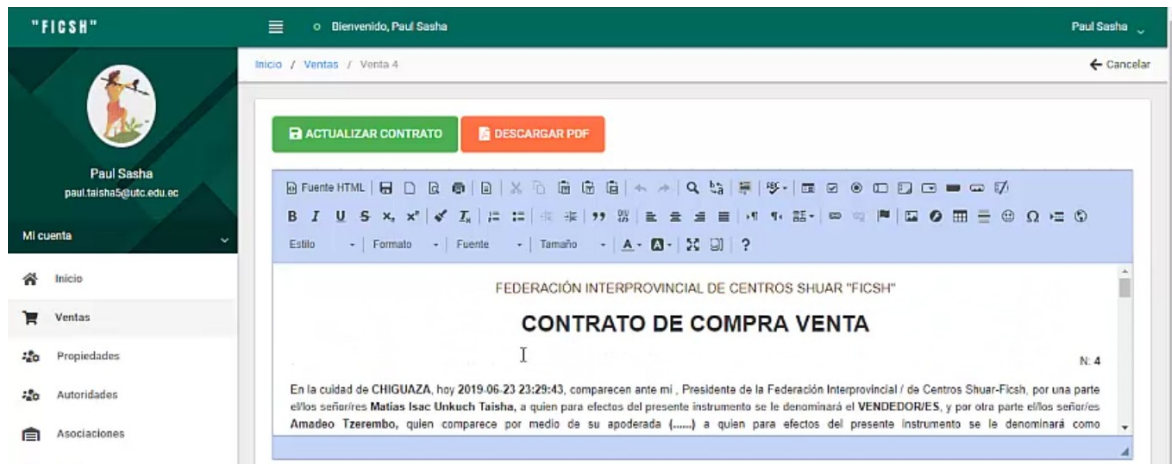 "FICSH"
Bienvenido, Paul Sasha
Paul Sasha
Inicio / Ventas / Venta 4
Cancelar
ACTUALIZAR CONTRATO
DESCARGAR PDF
Paul Sasha
paul.taisha5@utc.edu.ec
Mi cuenta
Inicio
Ventas
Propiedades
Autoridades
Asociaciones
Fuente HTML
B I U S x₂ x² Tx
Estilo Formato Fuente Tamaño A A ?
FEDERACIÓN INTERPROVINCIAL DE CENTROS SHUAR "FICSH"
CONTRATO DE COMPRA VENTA
N: 4
En la cuidad de CHIGUAZA, hoy 2019-06-23 23:29:43, comparecen ante mi , Presidente de la Federación Interprovincial / de Centros Shuar-Ficsh, por una parte
el/los señor/res Matias Isac Unkuch Taisha, a quien para efectos del presente instrumento se le denominará el VENDEDOR/ES, y por otra parte el/los señor/es
Amadeo Tzerembo, quien comparece por medio de su apoderada (......) a quien para efectos del presente instrumento se le denominará como